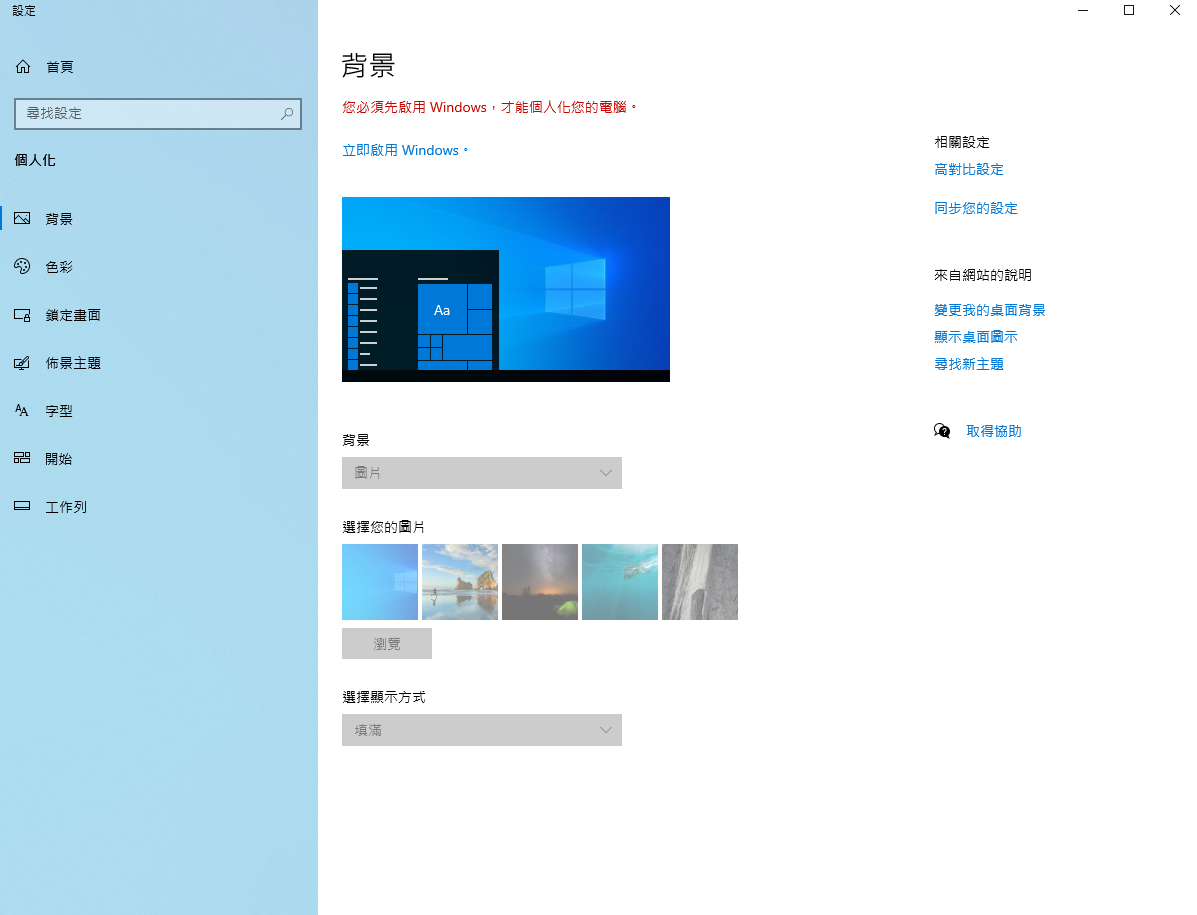 設定
首頁
尋找設定
個人化
背景
色彩
鎖定畫面
佈景主題
字型
開始
工作列
背景
您必須先啟用 Windows，才能個人化您的電腦。
立即啟用 Windows。
Aa
背景
圖片
選擇您的圖片
瀏覽
選擇顯示方式
填滿
相關設定
高對比設定
同步您的設定
來自網站的說明
變更我的桌面背景
顯示桌面圖示
尋找新主題
取得協助